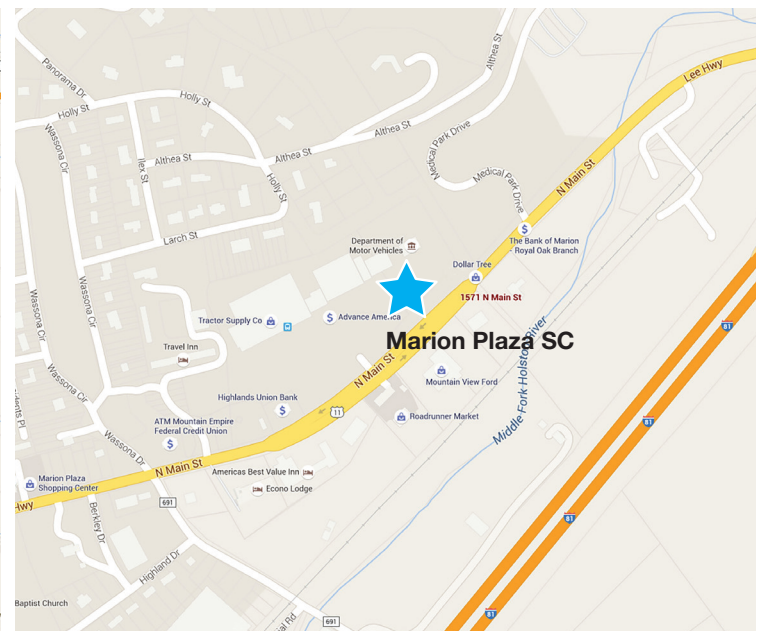 Althea St
Lee Hwy
Panorama Dr
Holly St
Holly St
Althea St
Wassona Cir
Ilex St
Althea St
Althea St
Medical Park Drive
Medical Park Drive
Holly St
N Main St
Larch St
Department of
Motor Vehicles
The Bank of Marion
- Royal Oak Branch
Dollar Tree
1571 N Main St
Wassona Cir
Wassona Cir
Tractor Supply Co
Advance America
81
Marion Plaza SC
Travel Inn
N Main St
Middle Fork Holston River
Mountain View Ford
Wassona Cir
Highlands Union Bank
11
Roadrunner Market
81
ATM Mountain Empire
Federal Credit Union
Wassona Dr
N Main St
Americas Best Value Inn
Econo Lodge
Marion Plaza
Shopping Center
Hwy
691
Berkley Dr
81
Highland Dr
Baptist Church
691
81